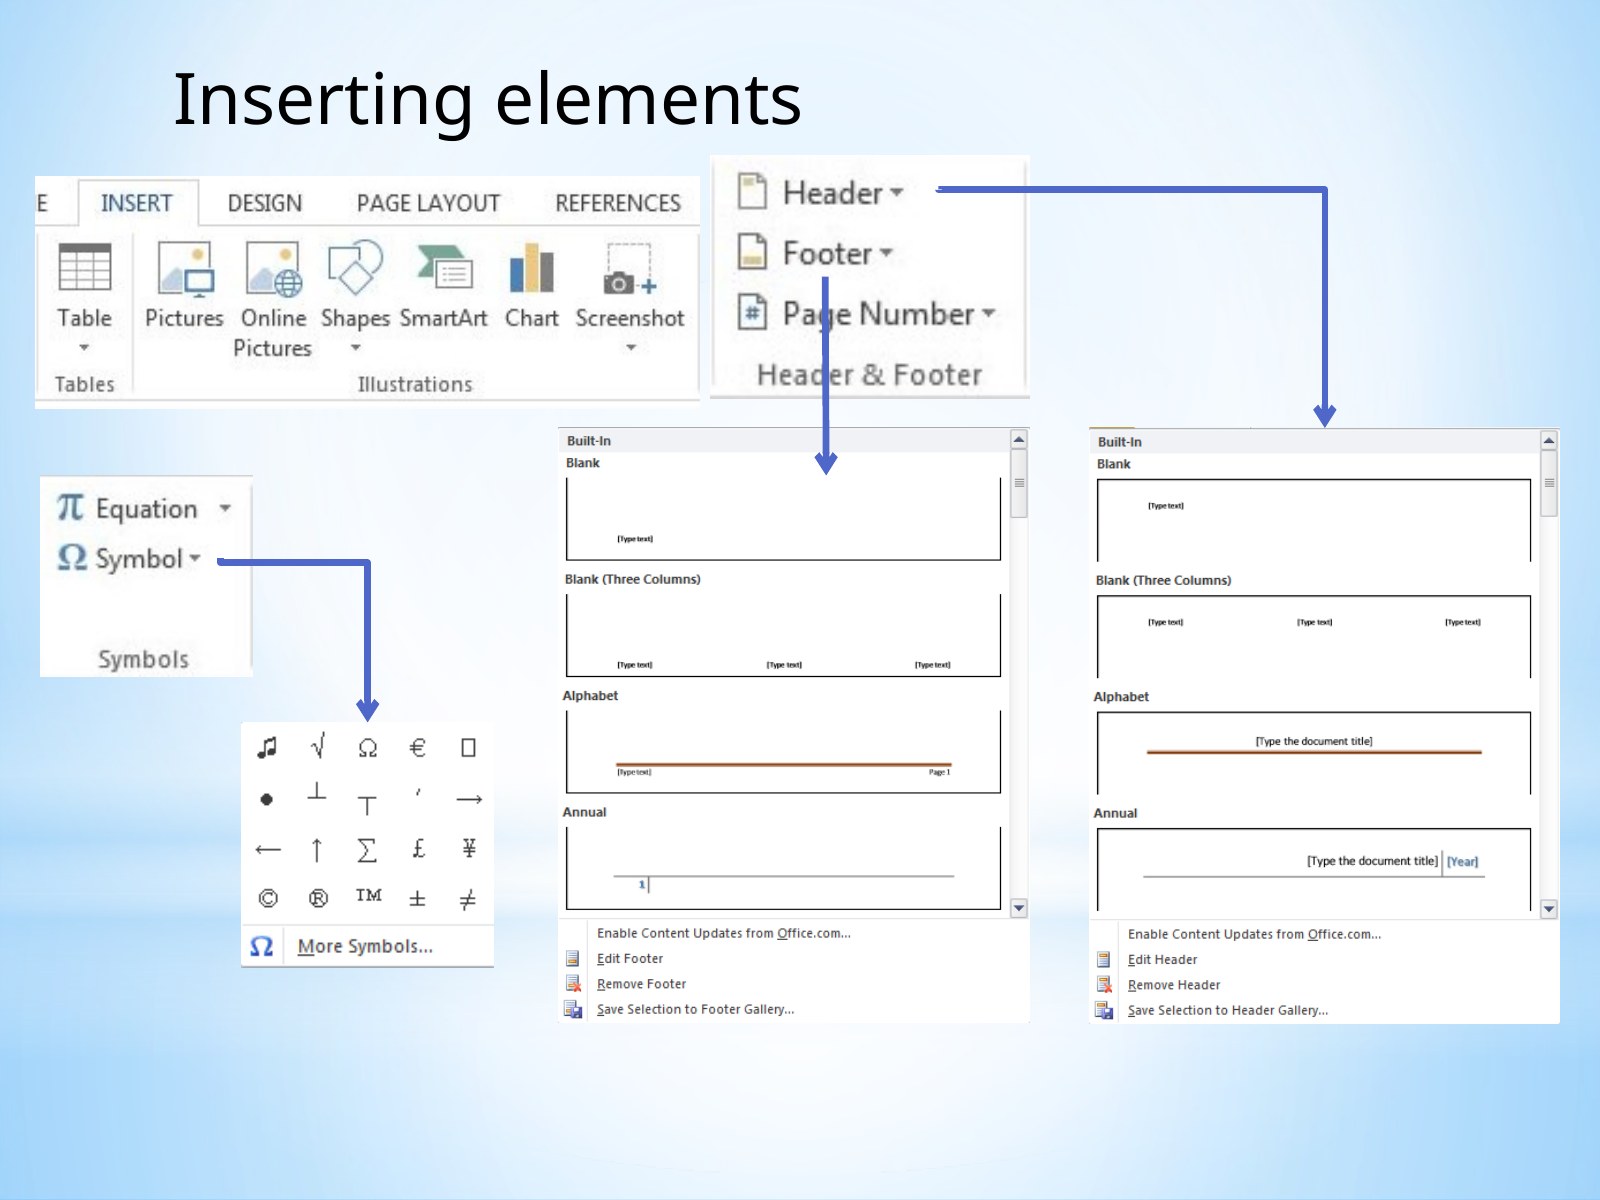 Inserting elements
E INSERT DESIGN PAGE LAYOUT REFERENCES
Table Pictures Online Pictures Shapes SmartArt Chart Screenshot
Tables Illustrations
Header
Footer
Page Number
Header & Footer
π Equation
Ω Symbol
Symbols
√ Ω €
● ┴ ┬ ′ →
← ↑ ∑ £ ¥
© ® ™ ± ≠
Ω More Symbols...
Built-In
Blank
[Type text]
Blank (Three Columns)
[Type text] [Type text] [Type text]
Alphabet
[Type text] Page 1
Annual
1
Enable Content Updates from Office.com...
Edit Footer
Remove Footer
Save Selection to Footer Gallery...
Built-In
Blank
[Type text]
Blank (Three Columns)
[Type text] [Type text] [Type text]
Alphabet
[Type the document title]
Annual
[Type the document title] [Year]
Enable Content Updates from Office.com...
Edit Header
Remove Header
Save Selection to Header Gallery...